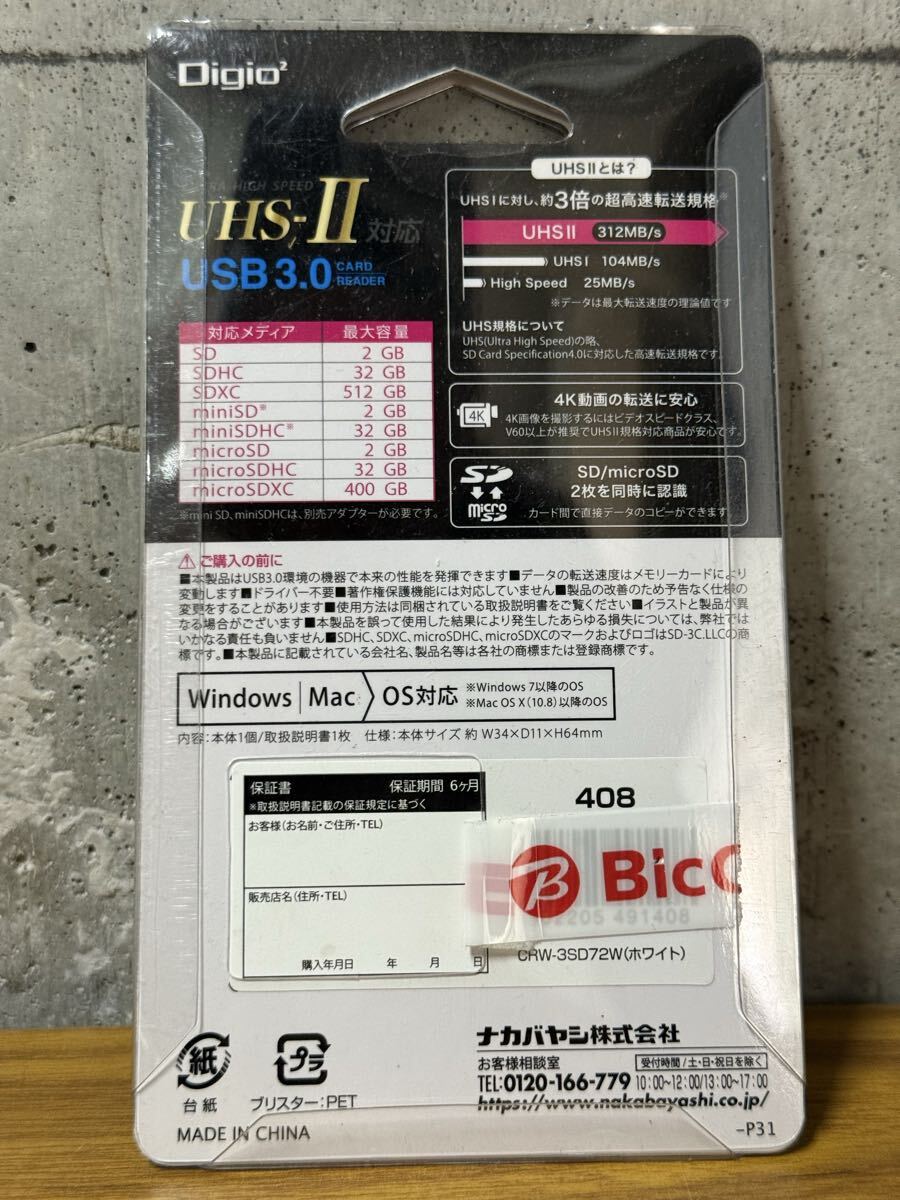 Digio²
ULTRA HIGH SPEED
UHS-II対応
USB3.0 CARD READER
対応メディア 最大容量
SD 2 GB
SDHC 32 GB
SDXC 512 GB
miniSD※ 2 GB
miniSDHC※ 32 GB
microSD 2 GB
microSDHC 32 GB
microSDXC 400 GB
※mini SD、miniSDHCは、別売アダプターが必要です。
UHSⅡとは?
UHSⅠに対し、約3倍の超高速転送規格※
UHSⅡ 312MB/s
UHSⅠ 104MB/s
High Speed 25MB/s
※データは最大転送速度の理論値です
UHS規格について
UHS(Ultra High Speed)の略、
SD Card Specification4.0に対応した高速転送規格です。
4K
4K動画の転送に安心
4K画像を撮影するにはビデオスピードクラス、
V60以上が推奨でUHSⅡ規格対応商品が安心です。
SD
micro SD
SD/microSD
2枚を同時に認識
カード間で直接データのコピーができます
⚠ご購入の前に
■本製品はUSB3.0環境の機器で本来の性能を発揮できます■データの転送速度はメモリーカードにより
変動します■ドライバー不要■著作権保護機能には対応していません■製品の改善のため予告なく仕様の
変更をすることがあります■使用方法は同梱されている取扱説明書をご覧ください■イラストと製品が異
なる場合がございます■本製品を誤って使用した結果により発生したあらゆる損失については、弊社では
いかなる責任も負いません■SDHC、SDXC、microSDHC、microSDXCのマークおよびロゴはSD-3C.LLCの商
標です。■本製品に記載されている会社名、製品名等は各社の商標または登録商標です。
Windows Mac OS対応
※Windows 7以降のOS
※Mac OS X(10.8)以降のOS
内容:本体1個/取扱説明書1枚 仕様:本体サイズ 約 W34×D11×H64mm
保証書 保証期間 6ヶ月
※取扱説明書記載の保証規定に基づく
お客様(お名前・ご住所・TEL)
販売店名(住所・TEL)
購入年月日 年 月 日
408
B BicC
2205 491408
CRW-3SD72W(ホワイト)
紙
台紙
プラ
ブリスター:PET
MADE IN CHINA
ナカバヤシ株式会社
お客様相談室 受付時間/土・日・祝日を除く
TEL:0120-166-779 10:00~12:00/13:00~17:00
https://www.nakabayashi.co.jp/
-P31